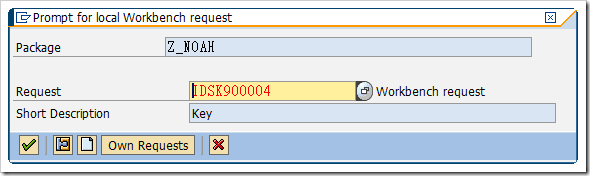 Prompt for local Workbench request
Package Z_NOAH
Request IDSK900004 Workbench request
Short Description Key
Own Requests